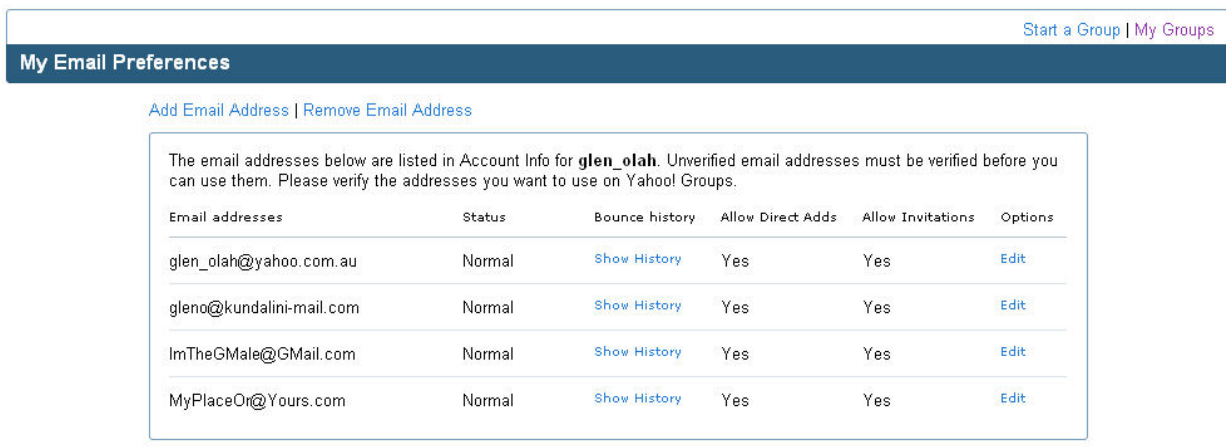 Start a Group | My Groups
My Email Preferences
Add Email Address | Remove Email Address
The email addresses below are listed in Account Info for glen_olah. Unverified email addresses must be verified before you
can use them. Please verify the addresses you want to use on Yahoo! Groups.
Email addresses Status Bounce history Allow Direct Adds Allow Invitations Options
glen_olah@yahoo.com.au Normal Show History Yes Yes Edit
gleno@kundalini-mail.com Normal Show History Yes Yes Edit
ImTheGMale@GMail.com Normal Show History Yes Yes Edit
MyPlaceOr@Yours.com Normal Show History Yes Yes Edit